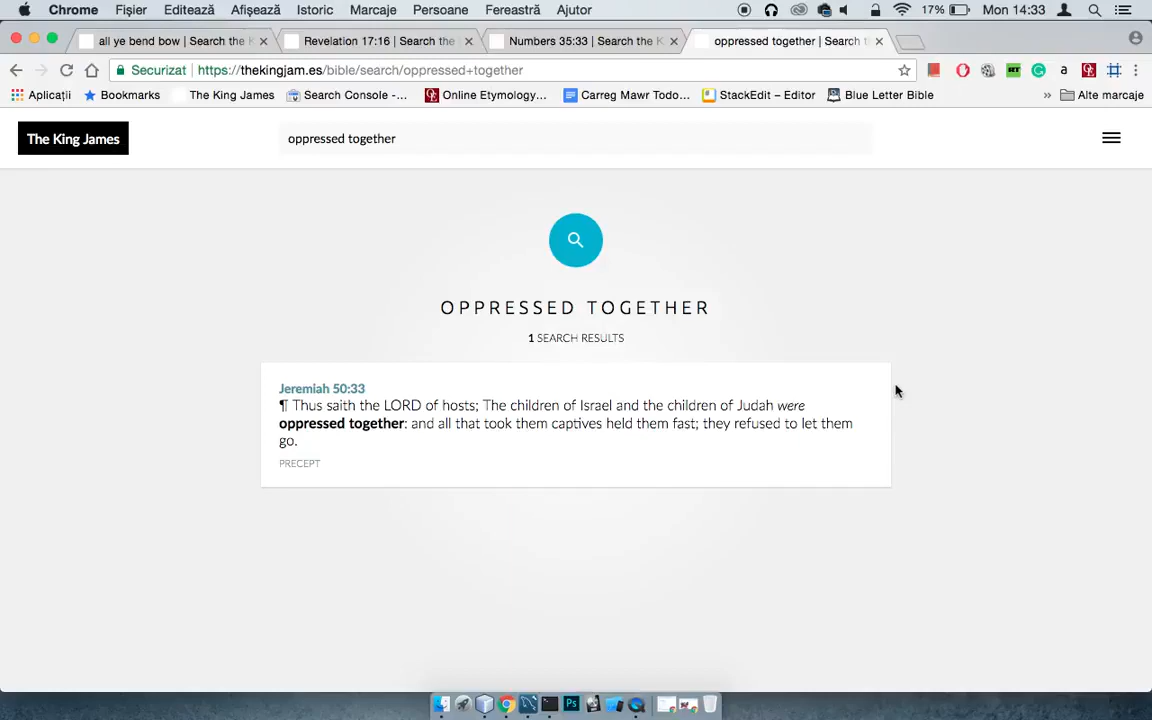 Chrome Fișier Editează Afișează Istoric Marcaje Persoane Fereastră Ajutor 17% Mon 14:33
all ye bend bow | Search the K Revelation 17:16 | Search the Numbers 35:33 | Search the K oppressed together | Search t
Securizat https://thekingjam.es/bible/search/oppressed+together
Aplicații Bookmarks The King James Search Console -... Online Etymology... Carreg Mawr Todo... StackEdit – Editor Blue Letter Bible » Alte marcaje
The King James oppressed together
OPPRESSED TOGETHER
1 SEARCH RESULTS
Jeremiah 50:33
¶ Thus saith the LORD of hosts; The children of Israel and the children of Judah were
oppressed together: and all that took them captives held them fast; they refused to let them
go.
PRECEPT
Ps